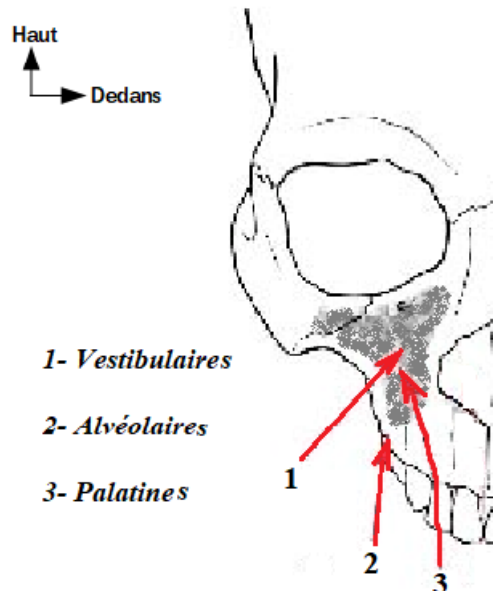 Haut
Dedans
1- Vestibulaires
2- Alvéolaires
3- Palatines
1
2
3